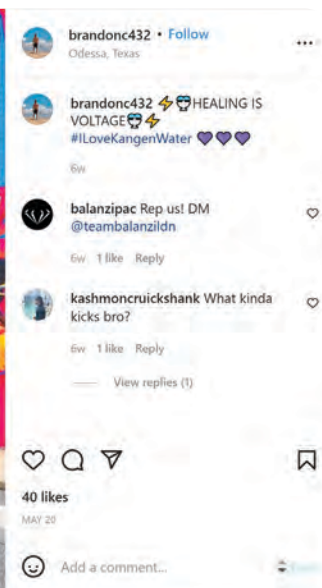 brandonc432 • Follow
Odessa, Texas
brandonc432 ⚡🥶HEALING IS
VOLTAGE🥶⚡
#ILoveKangenWater 💜💜💜
6w
balanzipac Rep us! DM
@teambalanzildn
6w 1 like Reply
kashmoncruickshank What kinda
kicks bro?
6w 1 like Reply
View replies (1)
40 likes
MAY 20
Add a comment...